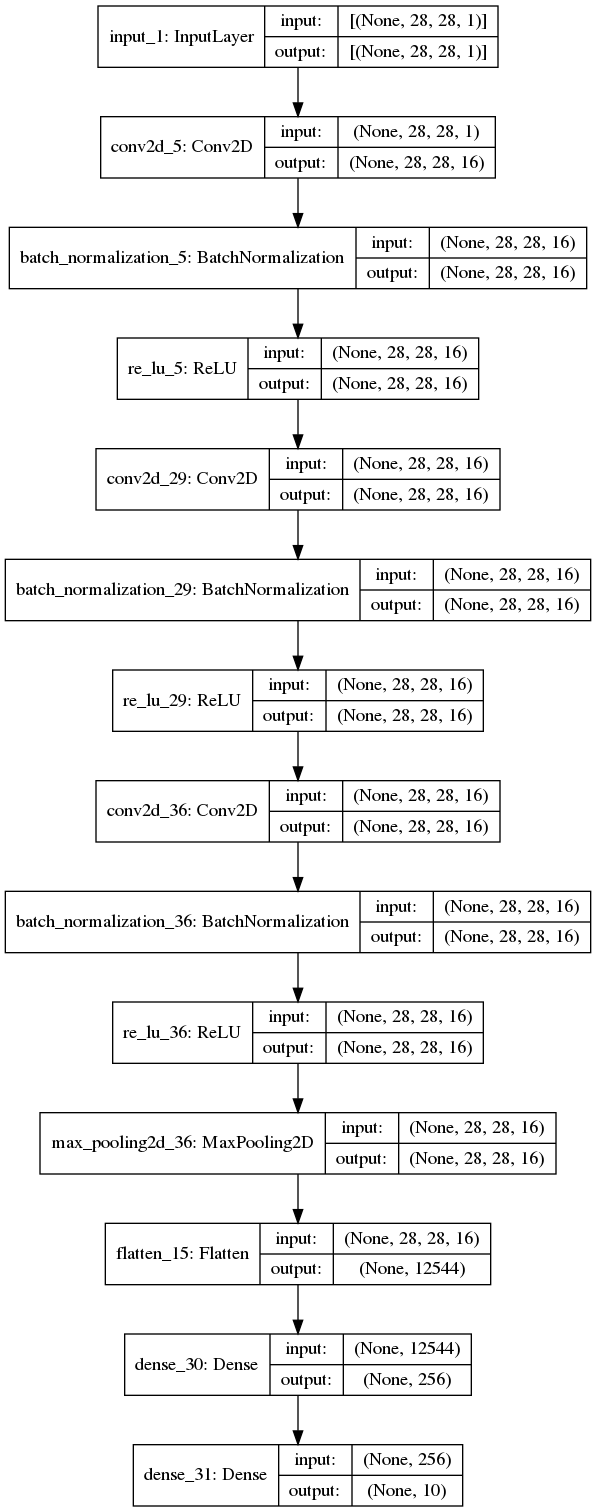 input_1: InputLayer
input: [(None, 28, 28, 1)]
output: [(None, 28, 28, 1)]
conv2d_5: Conv2D
input: (None, 28, 28, 1)
output: (None, 28, 28, 16)
batch_normalization_5: BatchNormalization
input: (None, 28, 28, 16)
output: (None, 28, 28, 16)
re_lu_5: ReLU
input: (None, 28, 28, 16)
output: (None, 28, 28, 16)
conv2d_29: Conv2D
input: (None, 28, 28, 16)
output: (None, 28, 28, 16)
batch_normalization_29: BatchNormalization
input: (None, 28, 28, 16)
output: (None, 28, 28, 16)
re_lu_29: ReLU
input: (None, 28, 28, 16)
output: (None, 28, 28, 16)
conv2d_36: Conv2D
input: (None, 28, 28, 16)
output: (None, 28, 28, 16)
batch_normalization_36: BatchNormalization
input: (None, 28, 28, 16)
output: (None, 28, 28, 16)
re_lu_36: ReLU
input: (None, 28, 28, 16)
output: (None, 28, 28, 16)
max_pooling2d_36: MaxPooling2D
input: (None, 28, 28, 16)
output: (None, 28, 28, 16)
flatten_15: Flatten
input: (None, 28, 28, 16)
output: (None, 12544)
dense_30: Dense
input: (None, 12544)
output: (None, 256)
dense_31: Dense
input: (None, 256)
output: (None, 10)